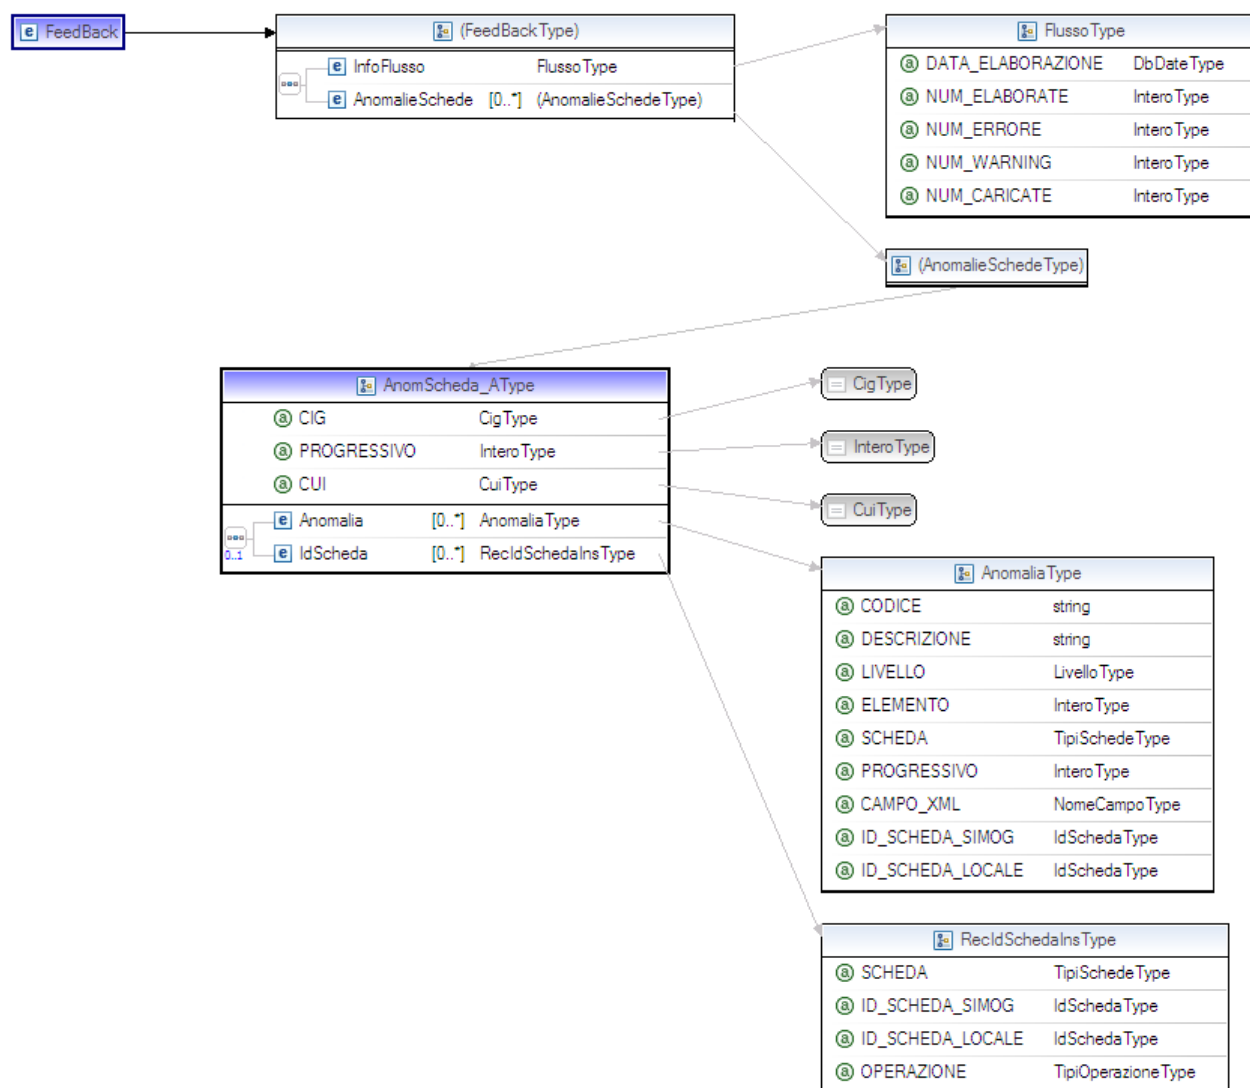 e FeedBack
(FeedBackType)
e InfoFlusso FlussoType
e AnomalieSchede [0..*] (AnomalieSchedeType)
FlussoType
a DATA_ELABORAZIONE DbDateType
a NUM_ELABORATE InteroType
a NUM_ERRORE InteroType
a NUM_WARNING InteroType
a NUM_CARICATE InteroType
(AnomalieSchedeType)
AnomScheda_AType
a CIG CigType
a PROGRESSIVO InteroType
a CUI CuiType
e Anomalia [0..*] AnomaliaType
0..1
e IdScheda [0..*] RecIdSchedaInsType
CigType
InteroType
CuiType
AnomaliaType
a CODICE string
a DESCRIZIONE string
a LIVELLO LivelloType
a ELEMENTO InteroType
a SCHEDA TipiSchedeType
a PROGRESSIVO InteroType
a CAMPO_XML NomeCampoType
a ID_SCHEDA_SIMOG IdSchedaType
a ID_SCHEDA_LOCALE IdSchedaType
RecIdSchedaInsType
a SCHEDA TipiSchedeType
a ID_SCHEDA_SIMOG IdSchedaType
a ID_SCHEDA_LOCALE IdSchedaType
a OPERAZIONE TipiOperazioneType